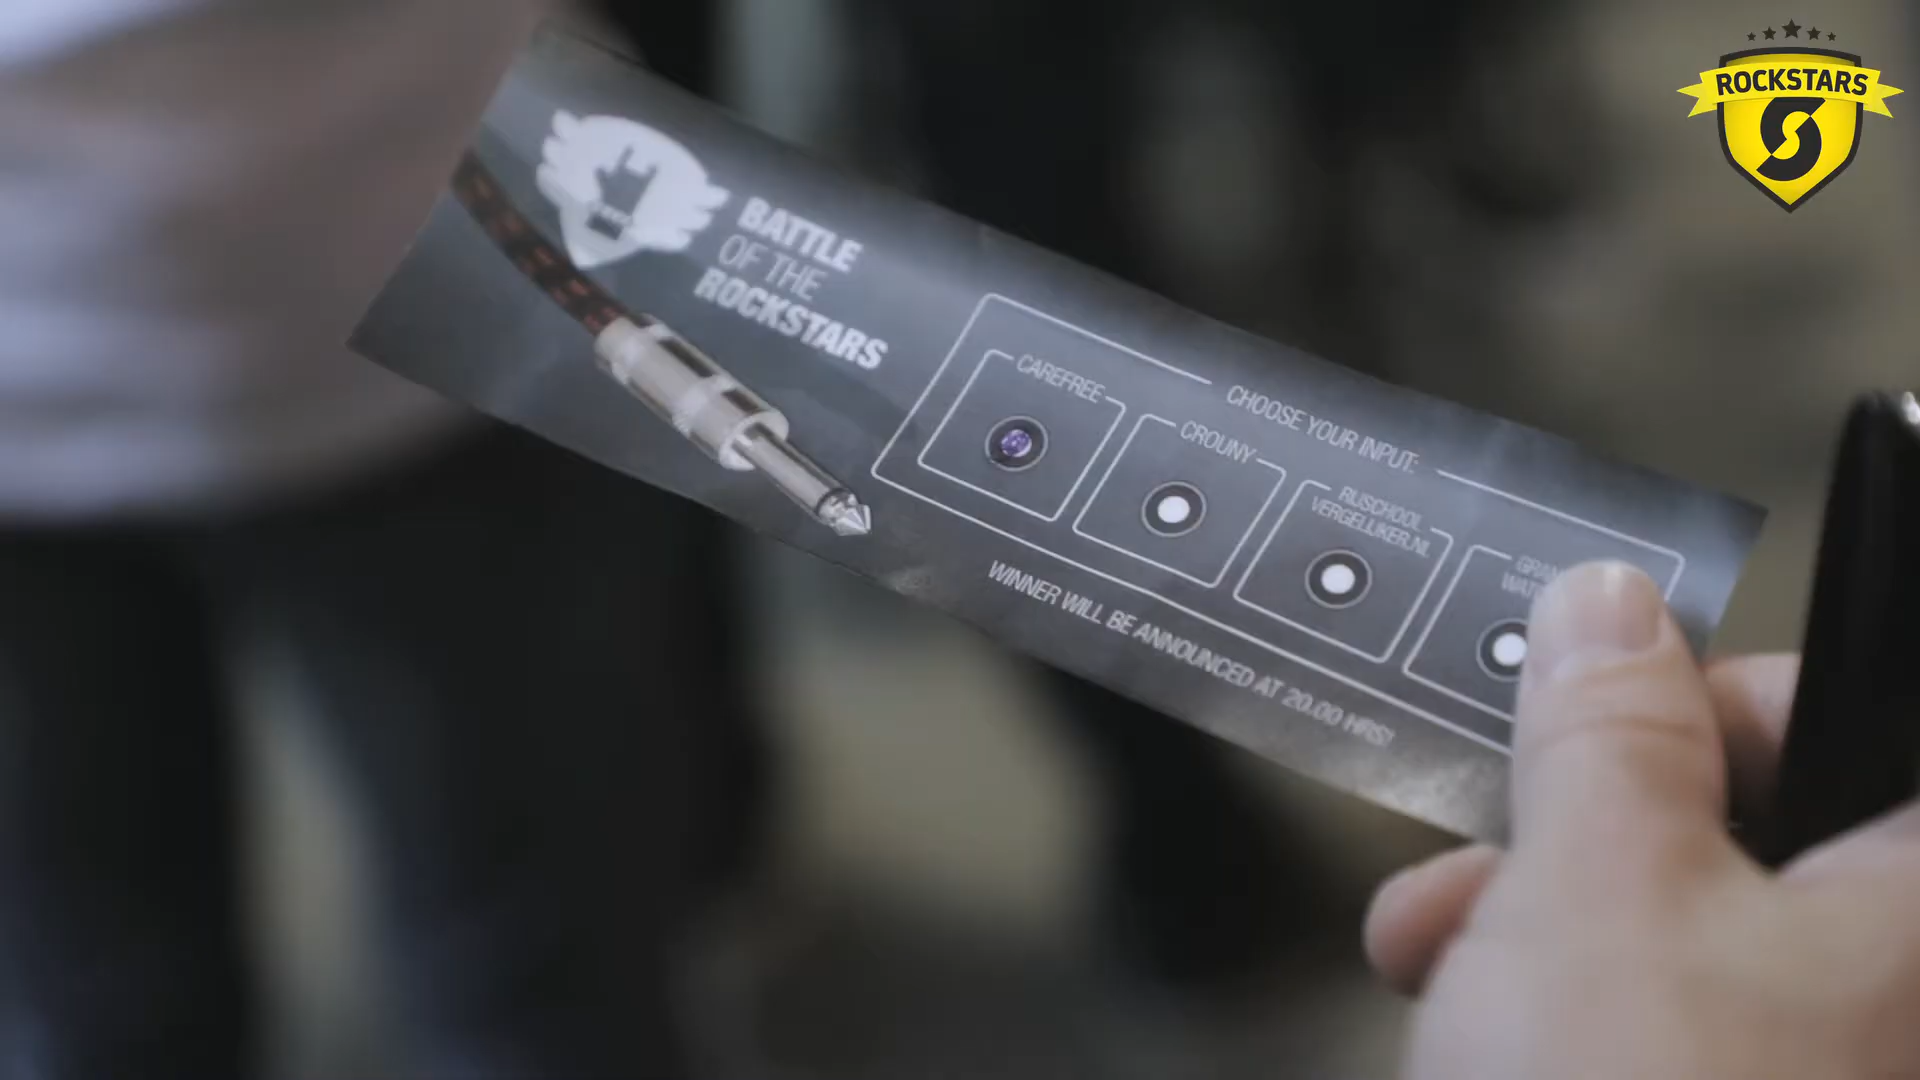 ROCKSTARS
BATTLE
OF THE
ROCKSTARS
CHOOSE YOUR INPUT:
CAREFREE
CROUNY
RIJSCHOOL
VERGELIJKER.NL
WINNER WILL BE ANNOUNCED AT 20.00 HRS!